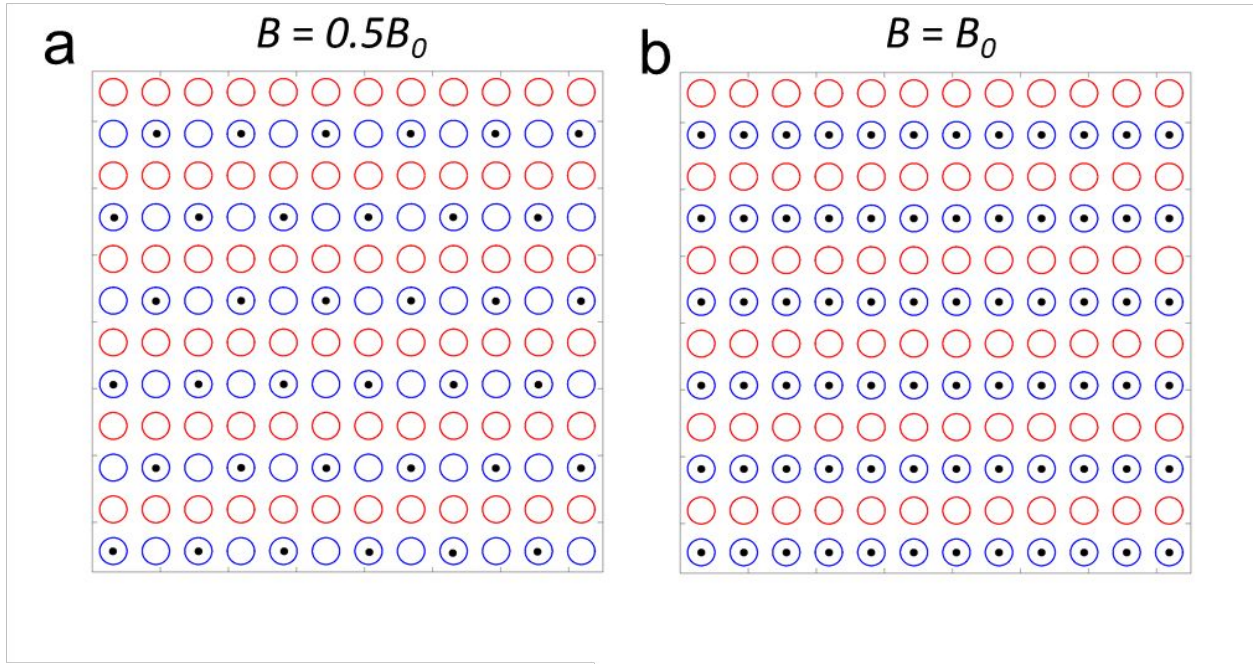 a
B = 0.5B₀
b
B = B₀